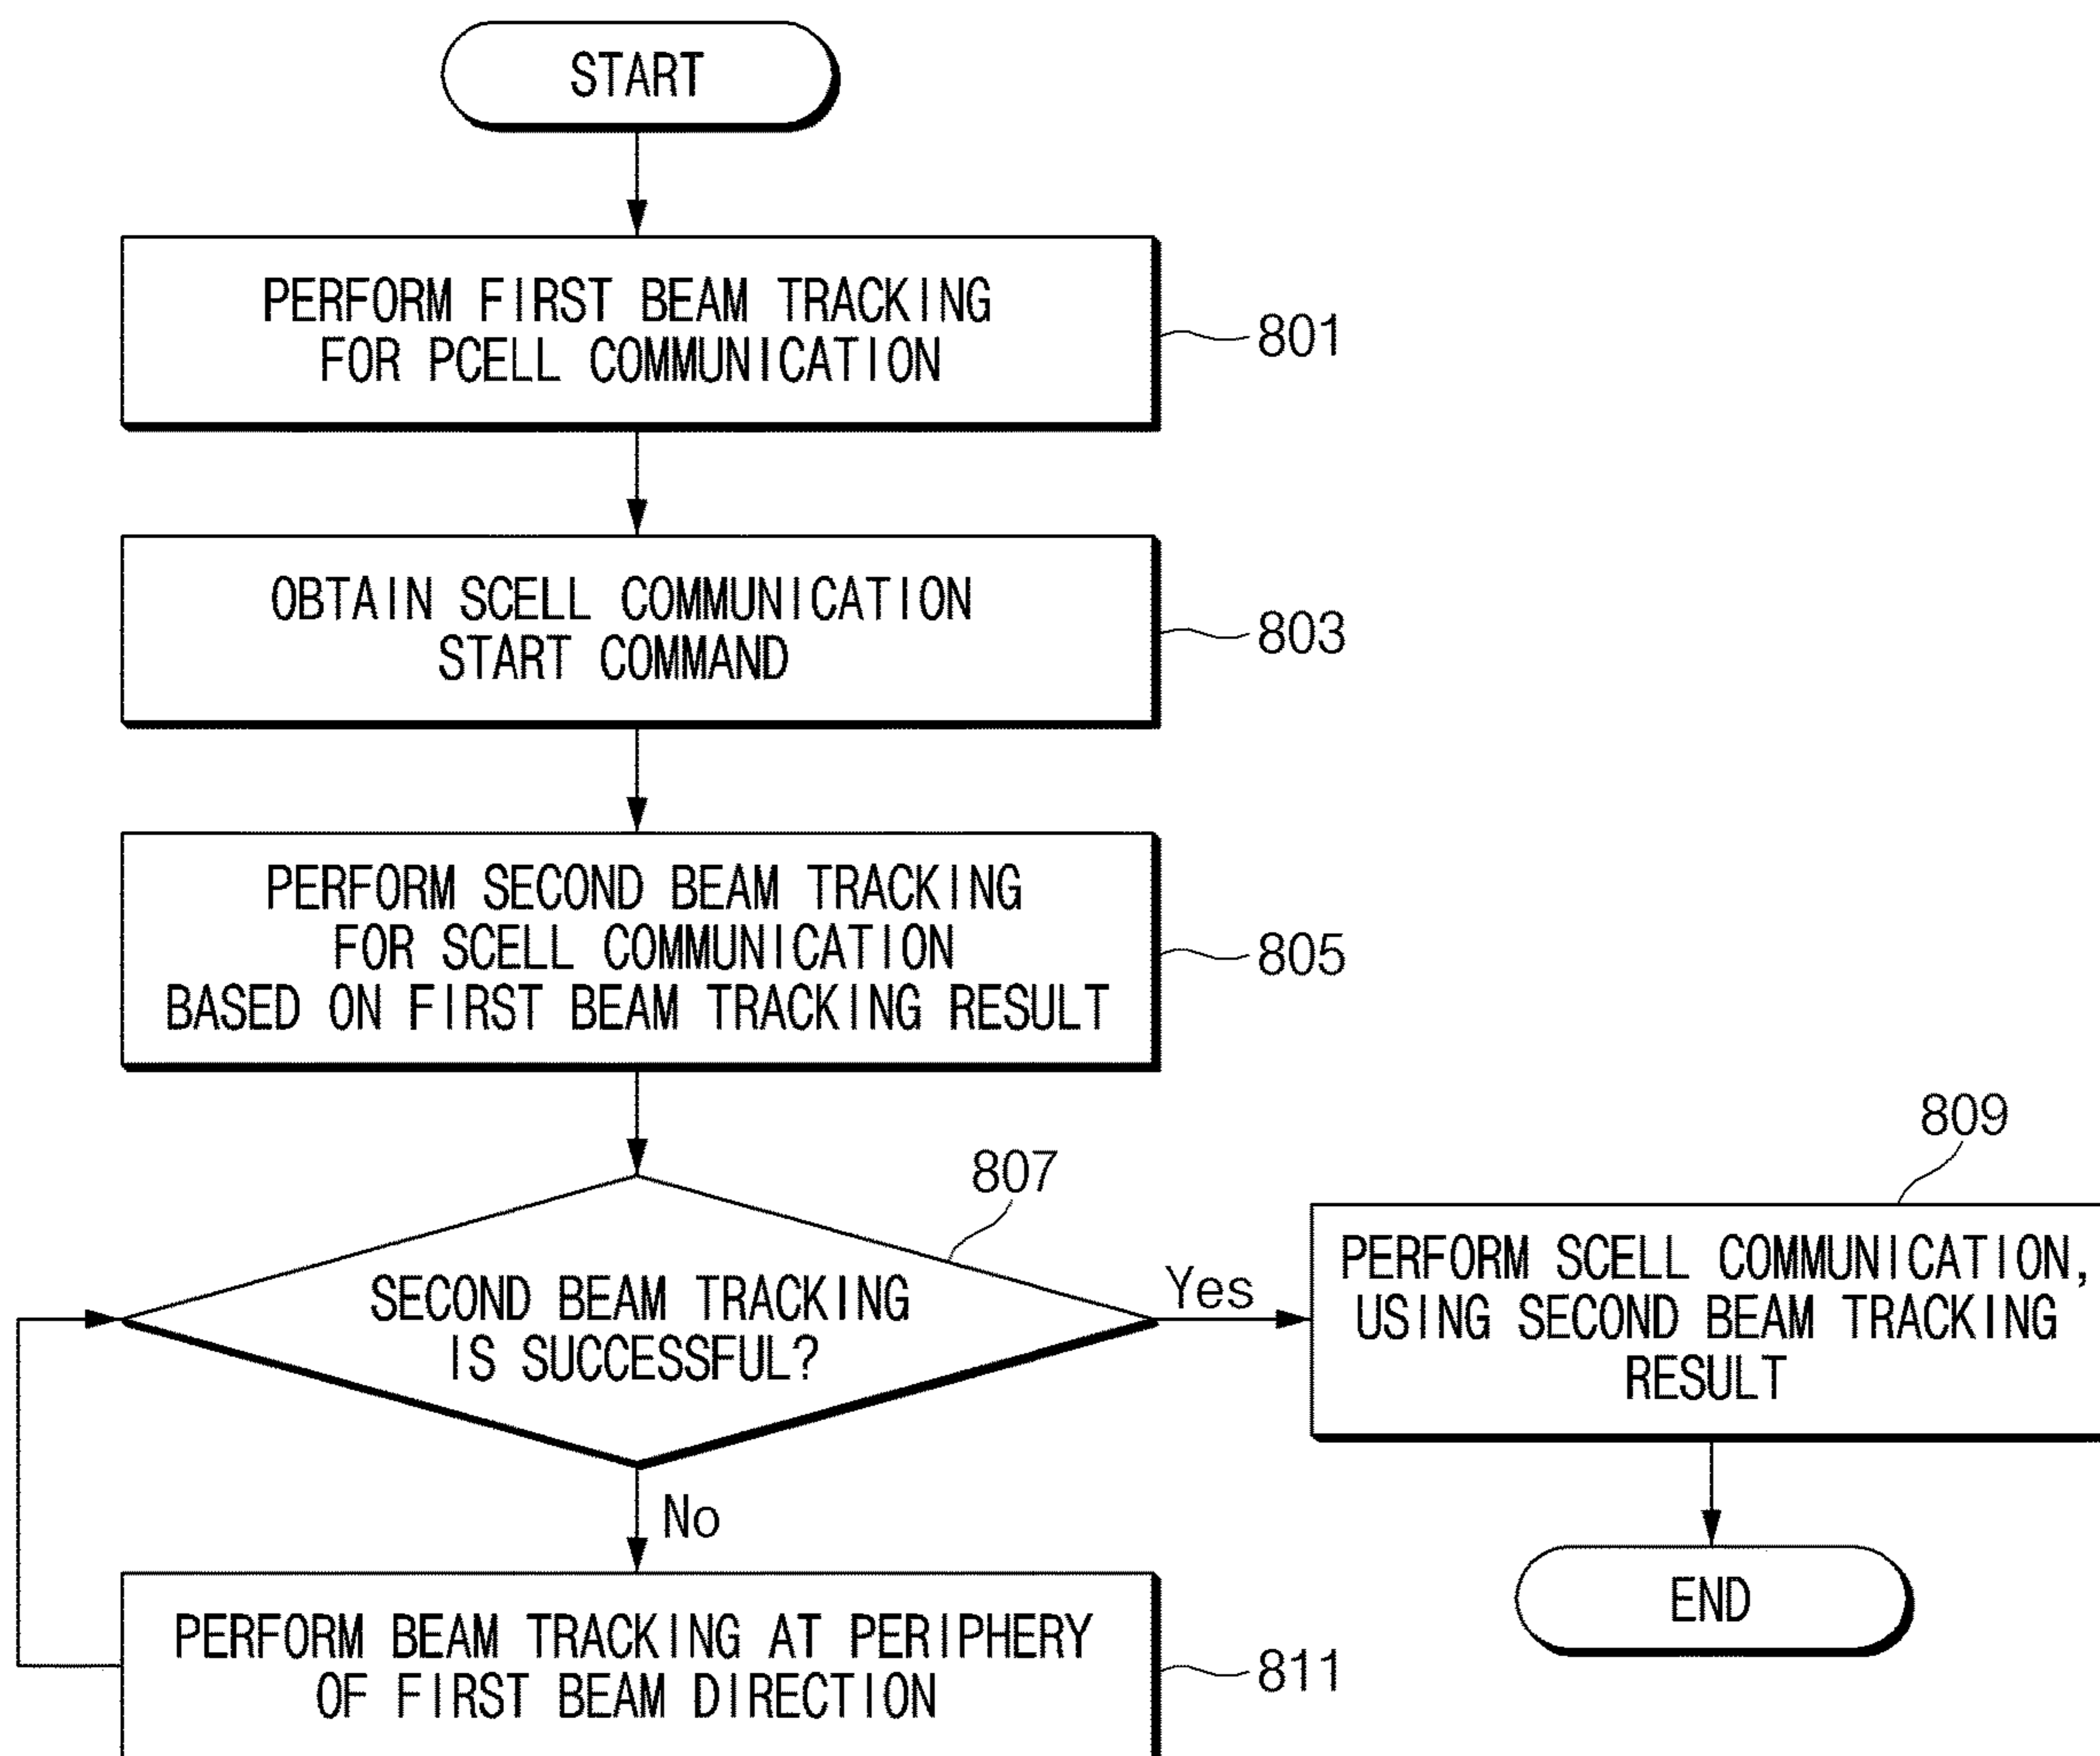 START
PERFORM FIRST BEAM TRACKING
FOR PCELL COMMUNICATION
801
OBTAIN SCELL COMMUNICATION
START COMMAND
803
PERFORM SECOND BEAM TRACKING
FOR SCELL COMMUNICATION
BASED ON FIRST BEAM TRACKING RESULT
805
807
SECOND BEAM TRACKING
IS SUCCESSFUL?
Yes
809
PERFORM SCELL COMMUNICATION,
USING SECOND BEAM TRACKING
RESULT
No
END
PERFORM BEAM TRACKING AT PERIPHERY
OF FIRST BEAM DIRECTION
811